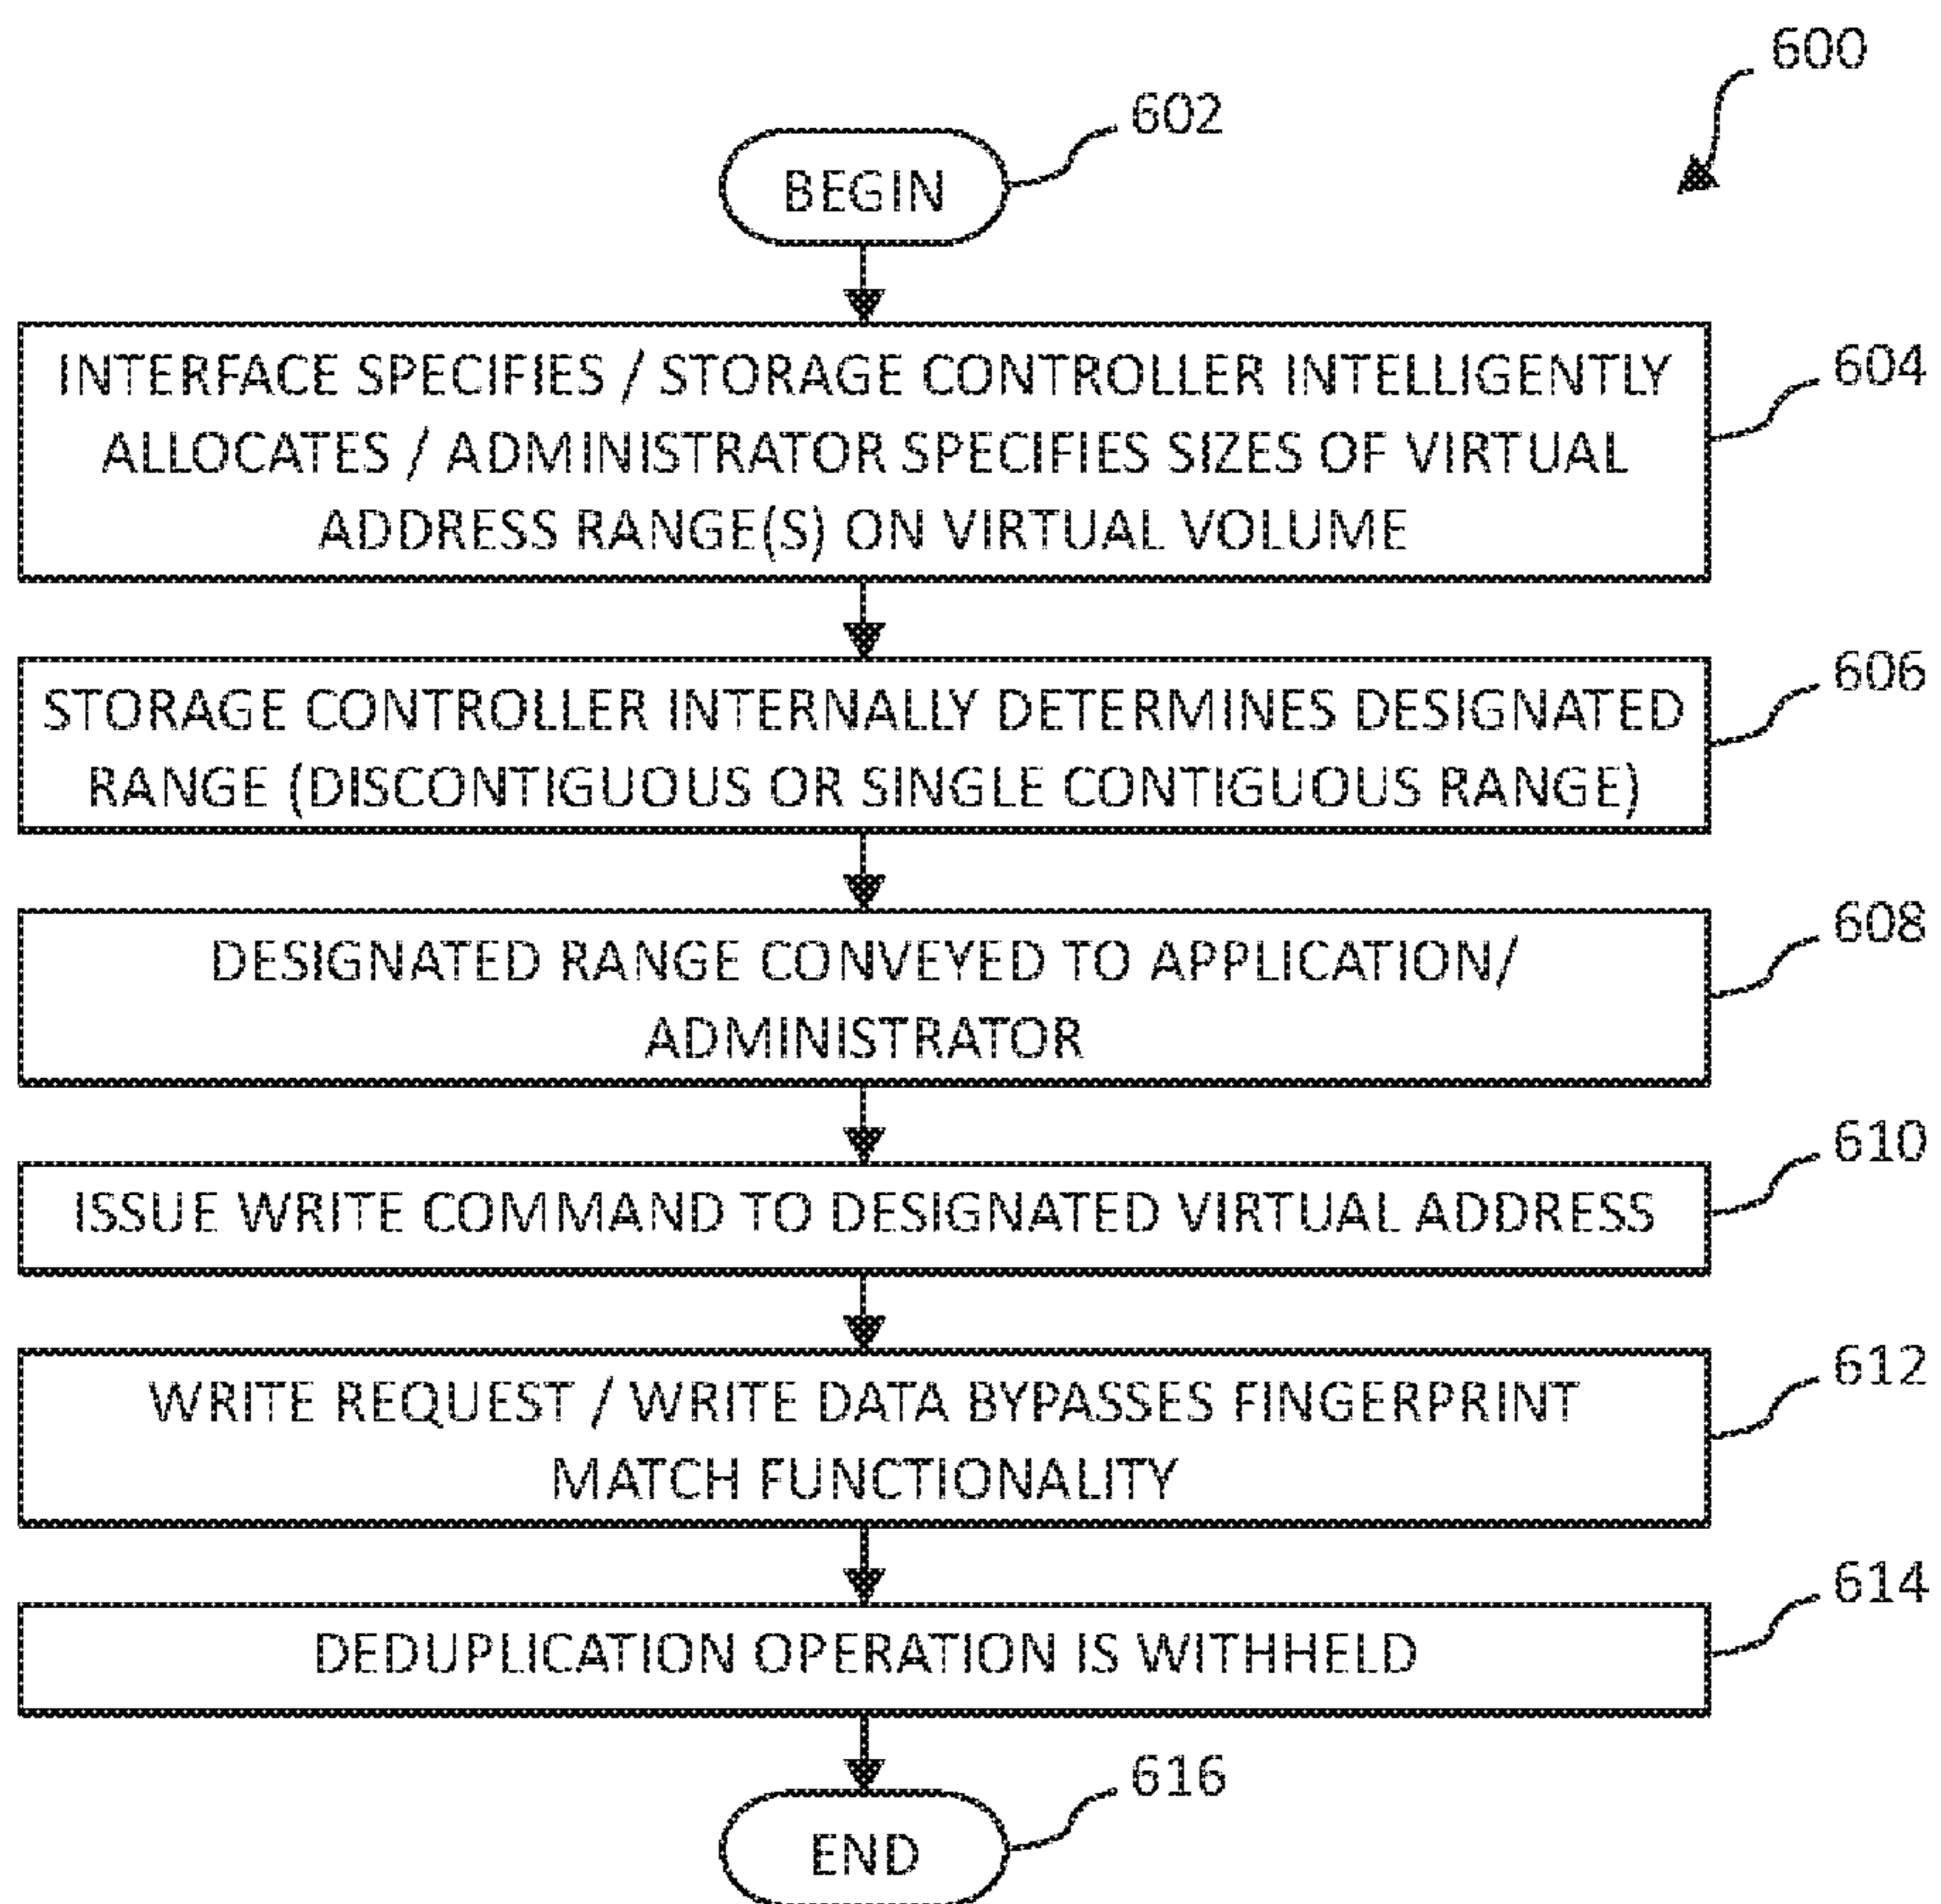 600
602
BEGIN
INTERFACE SPECIFIES / STORAGE CONTROLLER INTELLIGENTLY
ALLOCATES / ADMINISTRATOR SPECIFIES SIZES OF VIRTUAL
ADDRESS RANGE(S) ON VIRTUAL VOLUME
604
STORAGE CONTROLLER INTERNALLY DETERMINES DESIGNATED
RANGE (DISCONTIGUOUS OR SINGLE CONTIGUOUS RANGE)
606
DESIGNATED RANGE CONVEYED TO APPLICATION/
ADMINISTRATOR
608
ISSUE WRITE COMMAND TO DESIGNATED VIRTUAL ADDRESS
610
WRITE REQUEST / WRITE DATA BYPASSES FINGERPRINT
MATCH FUNCTIONALITY
612
DEDUPLICATION OPERATION IS WITHHELD
614
616
END